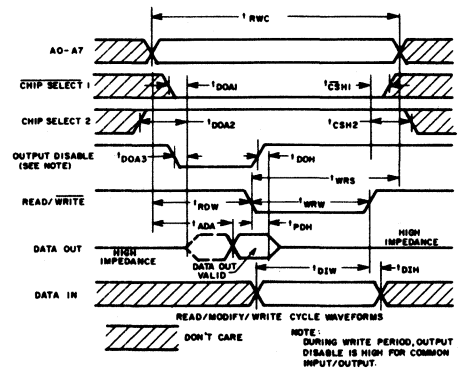 tRWC
A0-A7
CHIP SELECT 1
tDOA1
tCSH1
CHIP SELECT 2
tDOA2
tCSH2
OUTPUT DISABLE
(SEE NOTE)
tDOA3
tDDH
tWRS
READ/WRITE
tRDW
tWRW
tADA
tPDH
DATA OUT
HIGH
IMPEDANCE
DATA OUT
VALID
HIGH
IMPEDANCE
tDIW
tDIH
DATA IN
READ/MODIFY/WRITE CYCLE WAVEFORMS
DON'T CARE
NOTE:
DURING WRITE PERIOD, OUTPUT
DISABLE IS HIGH FOR COMMON
INPUT/OUTPUT.